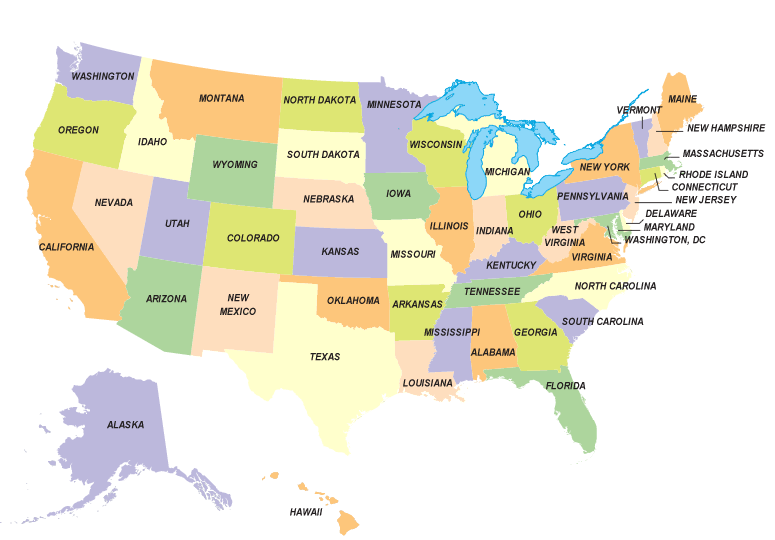 WASHINGTON
MONTANA
NORTH DAKOTA
MINNESOTA
VERMONT
MAINE
OREGON
IDAHO
WYOMING
SOUTH DAKOTA
WISCONSIN
MICHIGAN
NEW YORK
NEW HAMPSHIRE
MASSACHUSETTS
RHODE ISLAND
CONNECTICUT
NEW JERSEY
NEVADA
UTAH
COLORADO
NEBRASKA
IOWA
ILLINOIS
INDIANA
OHIO
PENNSYLVANIA
DELAWARE
MARYLAND
WASHINGTON, DC
CALIFORNIA
KANSAS
MISSOURI
KENTUCKY
WEST
VIRGINIA
VIRGINIA
ARIZONA
NEW
MEXICO
OKLAHOMA
ARKANSAS
TENNESSEE
NORTH CAROLINA
SOUTH CAROLINA
TEXAS
LOUISIANA
MISSISSIPPI
ALABAMA
GEORGIA
FLORIDA
ALASKA
HAWAII